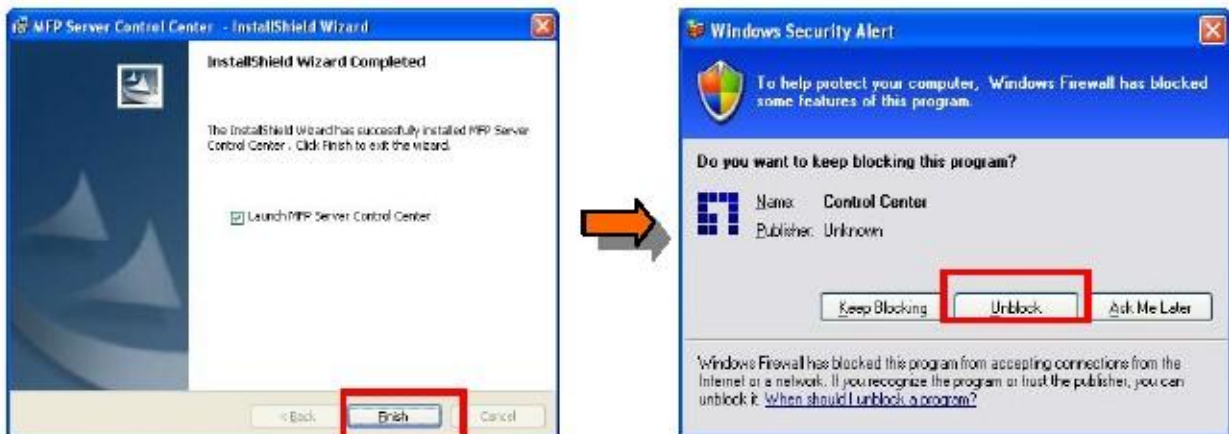 MFP Server Control Center - InstallShield Wizard
InstallShield Wizard Completed
The InstallShield Wizard has successfully installed MFP Server
Control Center . Click Finish to exit the wizard.
Launch MFP Server Control Center
< Back
Finish
Cancel
Windows Security Alert
To help protect your computer, Windows Firewall has blocked
some features of this program.
Do you want to keep blocking this program?
Name: Control Center
Publisher: Unknown
Keep Blocking
Unblock
Ask Me Later
Windows Firewall has blocked this program from accepting connections from the
Internet or a network. If you recognize the program or trust the publisher, you can
unblock it. When should I unblock a program?